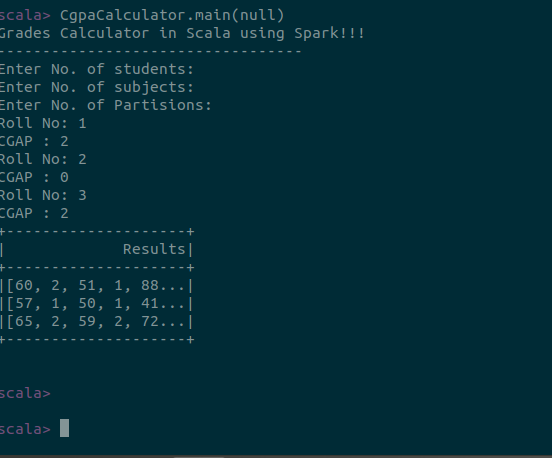 scala> CgpaCalculator.main(null)
Grades Calculator in Scala using Spark!!!
----------------------------------
Enter No. of students:
Enter No. of subjects:
Enter No. of Partisions:
Roll No: 1
CGAP : 2
Roll No: 2
CGAP : 0
Roll No: 3
CGAP : 2
+--------------------+
|             Results|
+--------------------+
|[60, 2, 51, 1, 88...|
|[57, 1, 50, 1, 41...|
|[65, 2, 59, 2, 72...|
+--------------------+
scala>
scala>